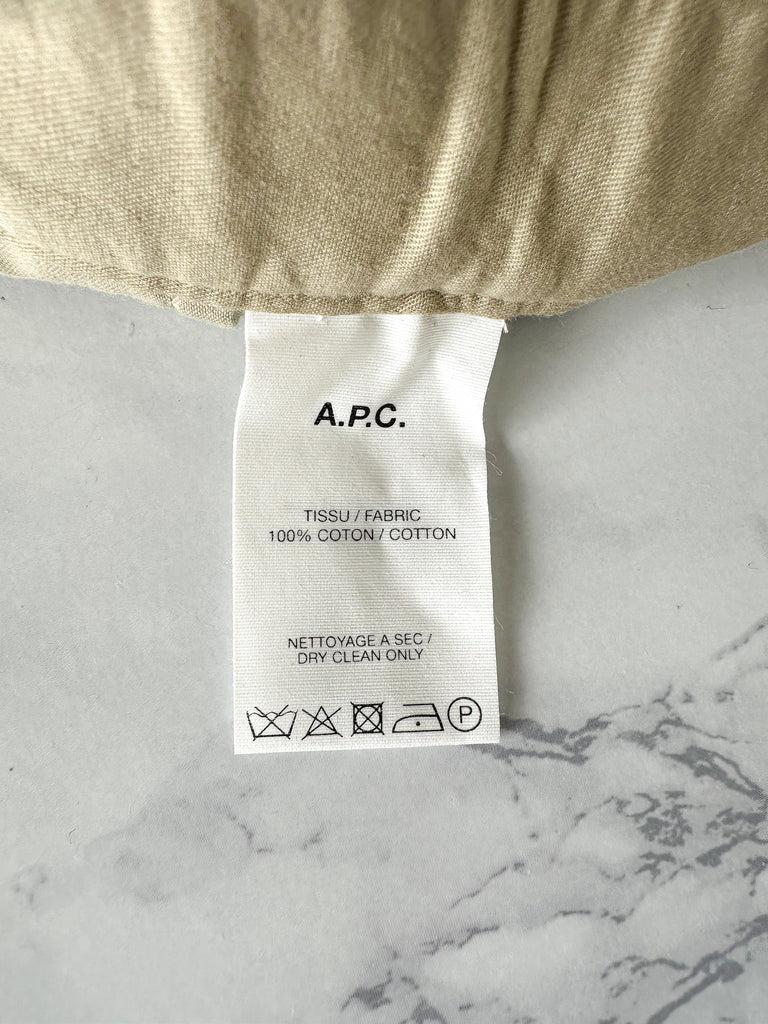 A.P.C.
TISSU / FABRIC
100% COTON / COTTON
NETTOYAGE A SEC /
DRY CLEAN ONLY
P